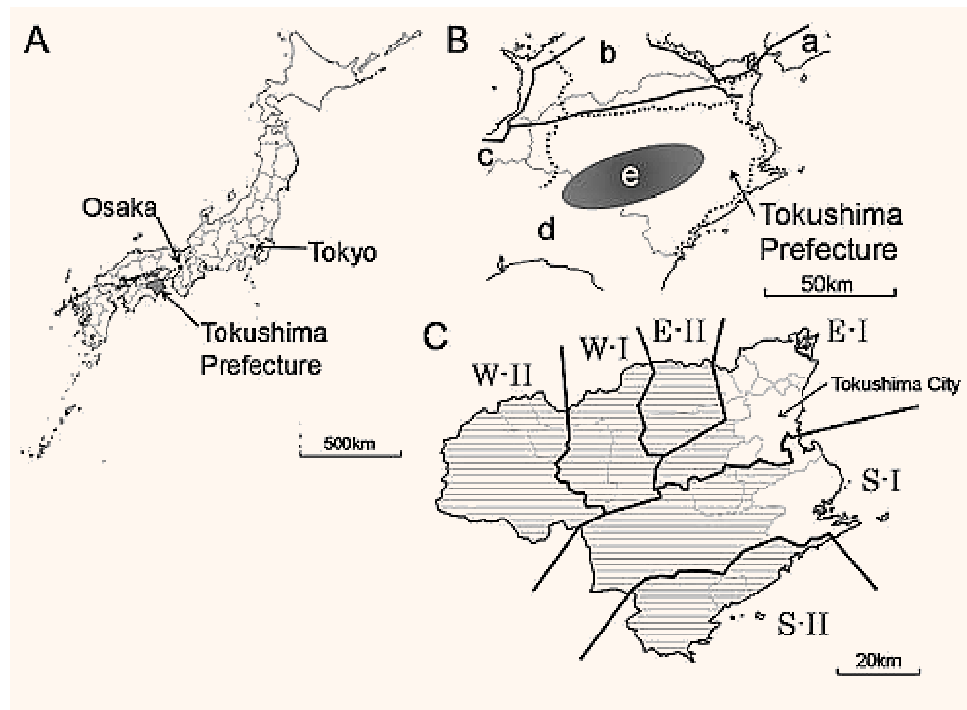 A
Osaka
Tokyo
Tokushima
Prefecture
500km
B
a
b
c
d
e
Tokushima
Prefecture
50km
C
W·II
W·I
E·II
E·I
Tokushima City
S·I
S·II
20km